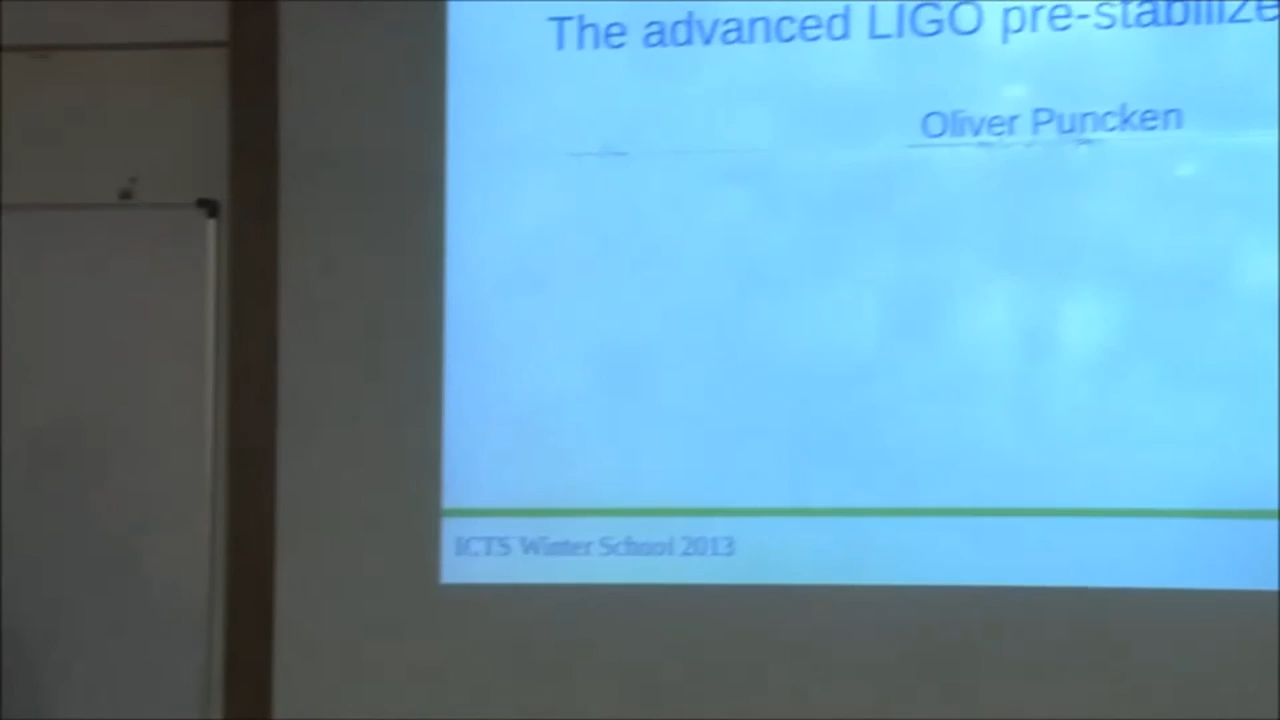 The advanced LIGO pre-stabilize
Oliver Puncken
ICTS Winter School 2013